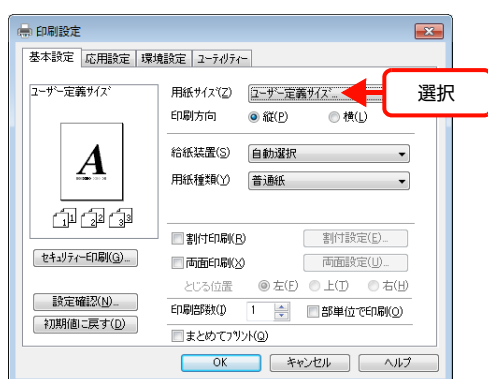 印刷設定
基本設定 応用設定 環境設定 ユーティリティー
ユーザー定義サイズ
用紙サイズ(Z) ユーザー定義サイズ... 選択
印刷方向 縦(P) 横(L)
A
給紙装置(S) 自動選択
用紙種類(Y) 普通紙
1 1 2 2 3 3
割付印刷(R) 割付設定(E)...
セキュリティー印刷(G)...
両面印刷(X) 両面設定(U)...
とじる位置 左(F) 上(T) 右(H)
設定確認(N)...
印刷部数(I) 1 部単位で印刷(O)
初期値に戻す(D)
まとめてプリント(Q)
OK キャンセル ヘルプ